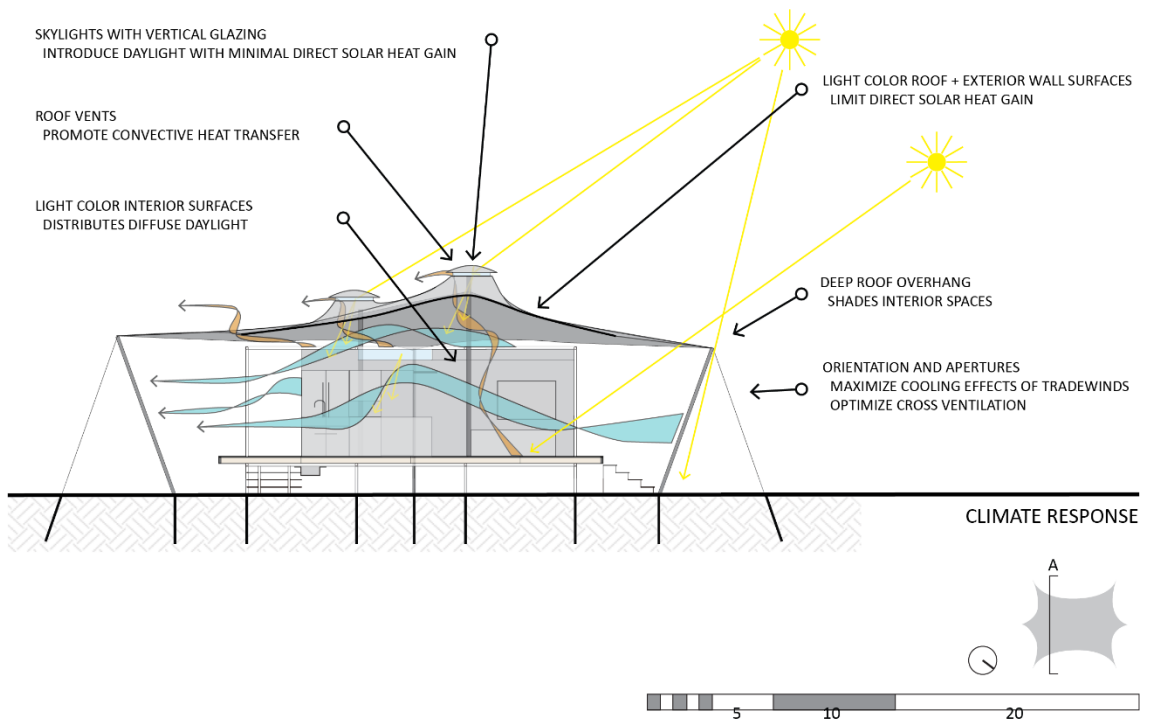 SKYLIGHTS WITH VERTICAL GLAZING
INTRODUCE DAYLIGHT WITH MINIMAL DIRECT SOLAR HEAT GAIN
ROOF VENTS
PROMOTE CONVECTIVE HEAT TRANSFER
LIGHT COLOR INTERIOR SURFACES
DISTRIBUTES DIFFUSE DAYLIGHT
LIGHT COLOR ROOF + EXTERIOR WALL SURFACES
LIMIT DIRECT SOLAR HEAT GAIN
DEEP ROOF OVERHANG
SHADES INTERIOR SPACES
ORIENTATION AND APERTURES
MAXIMIZE COOLING EFFECTS OF TRADEWINDS
OPTIMIZE CROSS VENTILATION
CLIMATE RESPONSE
A
5 10 20